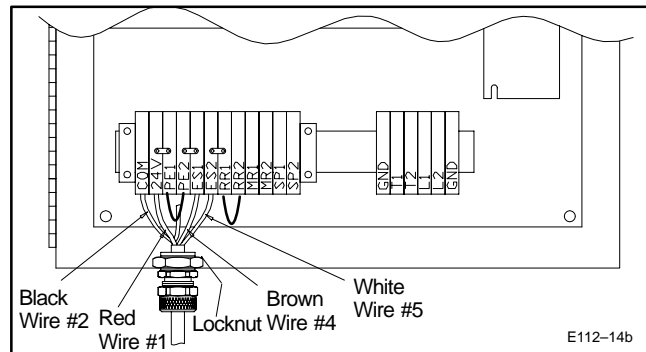 COM
24V
PE1
PE2
ES1
ES2
RR1
RR2
MR1
MR2
SP1
SP2
GND
T1
T2
L1
L2
GND
Black
Wire #2
Red
Wire #1
Locknut
Brown
Wire #4
White
Wire #5
E112–14b